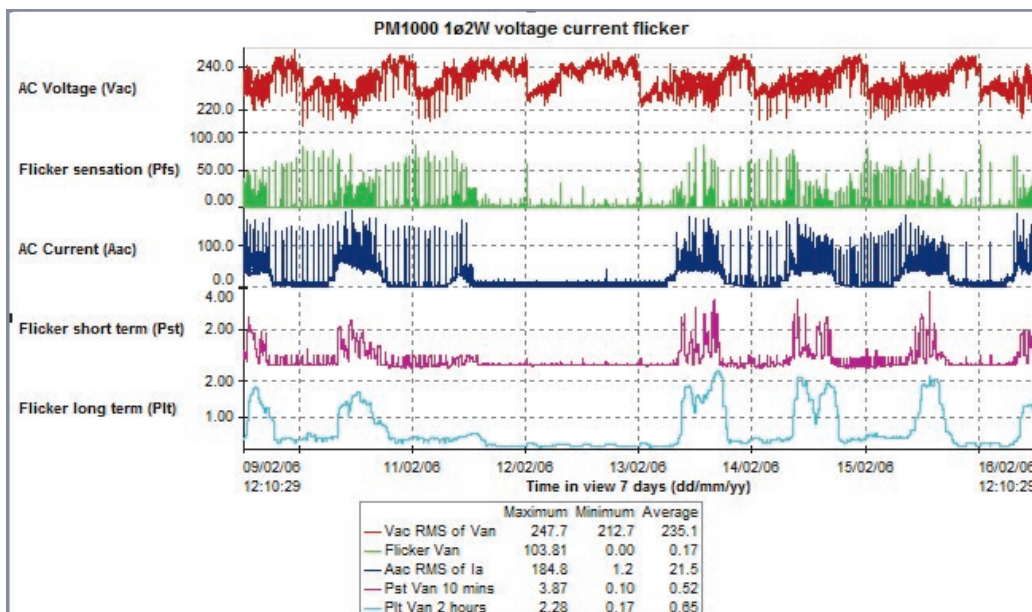 PM1000 1ø2W voltage current flicker
AC Voltage (Vac)
240.0
220.0
Flicker sensation (Pfs)
100.00
50.00
0.00
AC Current (Aac)
100.0
0.0
Flicker short term (Pst)
4.00
2.00
Flicker long term (Plt)
2.00
1.00
09/02/06 11/02/06 12/02/06 13/02/06 14/02/06 15/02/06 16/02/06
12:10:29 Time in view 7 days (dd/mm/yy) 12:10:29
Maximum Minimum Average
Vac RMS of Van 247.7 212.7 235.1
Flicker Van 103.81 0.00 0.17
Aac RMS of Ia 184.8 1.2 21.5
Pst Van 10 mins 3.87 0.10 0.52
Plt Van 2 hours 2.28 0.17 0.65